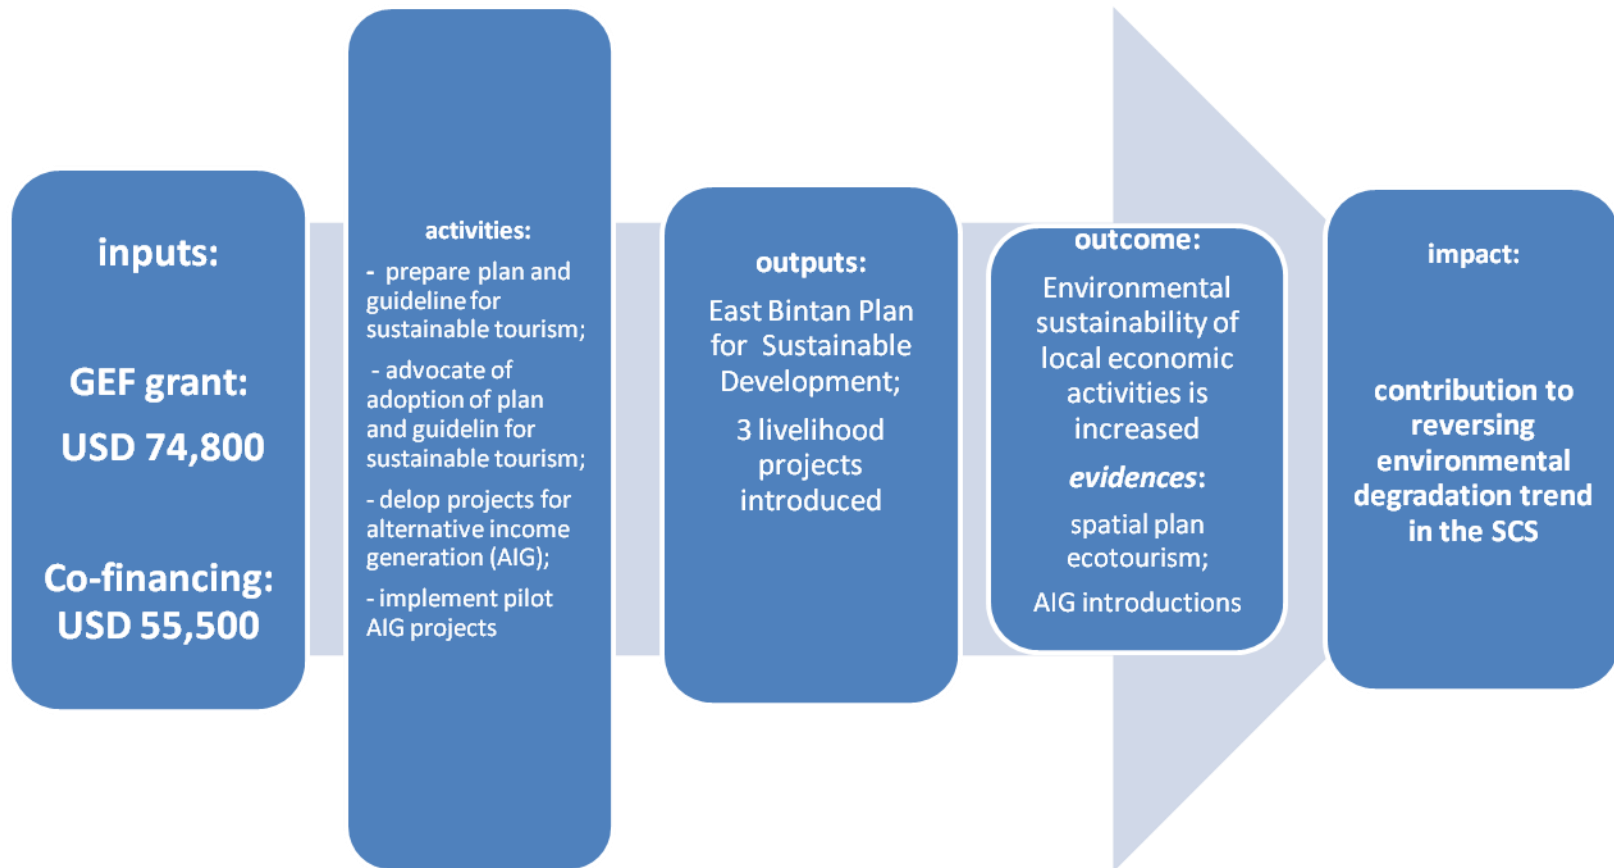 inputs:
GEF grant:
USD 74,800
Co-financing:
USD 55,500
activities:
- prepare plan and
guideline for
sustainable tourism;
- advocate of
adoption of plan
and guidelin for
sustainable tourism;
- delop projects for
alternative income
generation (AIG);
- implement pilot
AIG projects
outputs:
East Bintan Plan
for Sustainable
Development;
3 livelihood
projects
introduced
outcome:
Environmental
sustainability of
local economic
activities is
increased
evidences:
spatial plan
ecotourism;
AIG introductions
impact:
contribution to
reversing
environmental
degradation trend
in the SCS